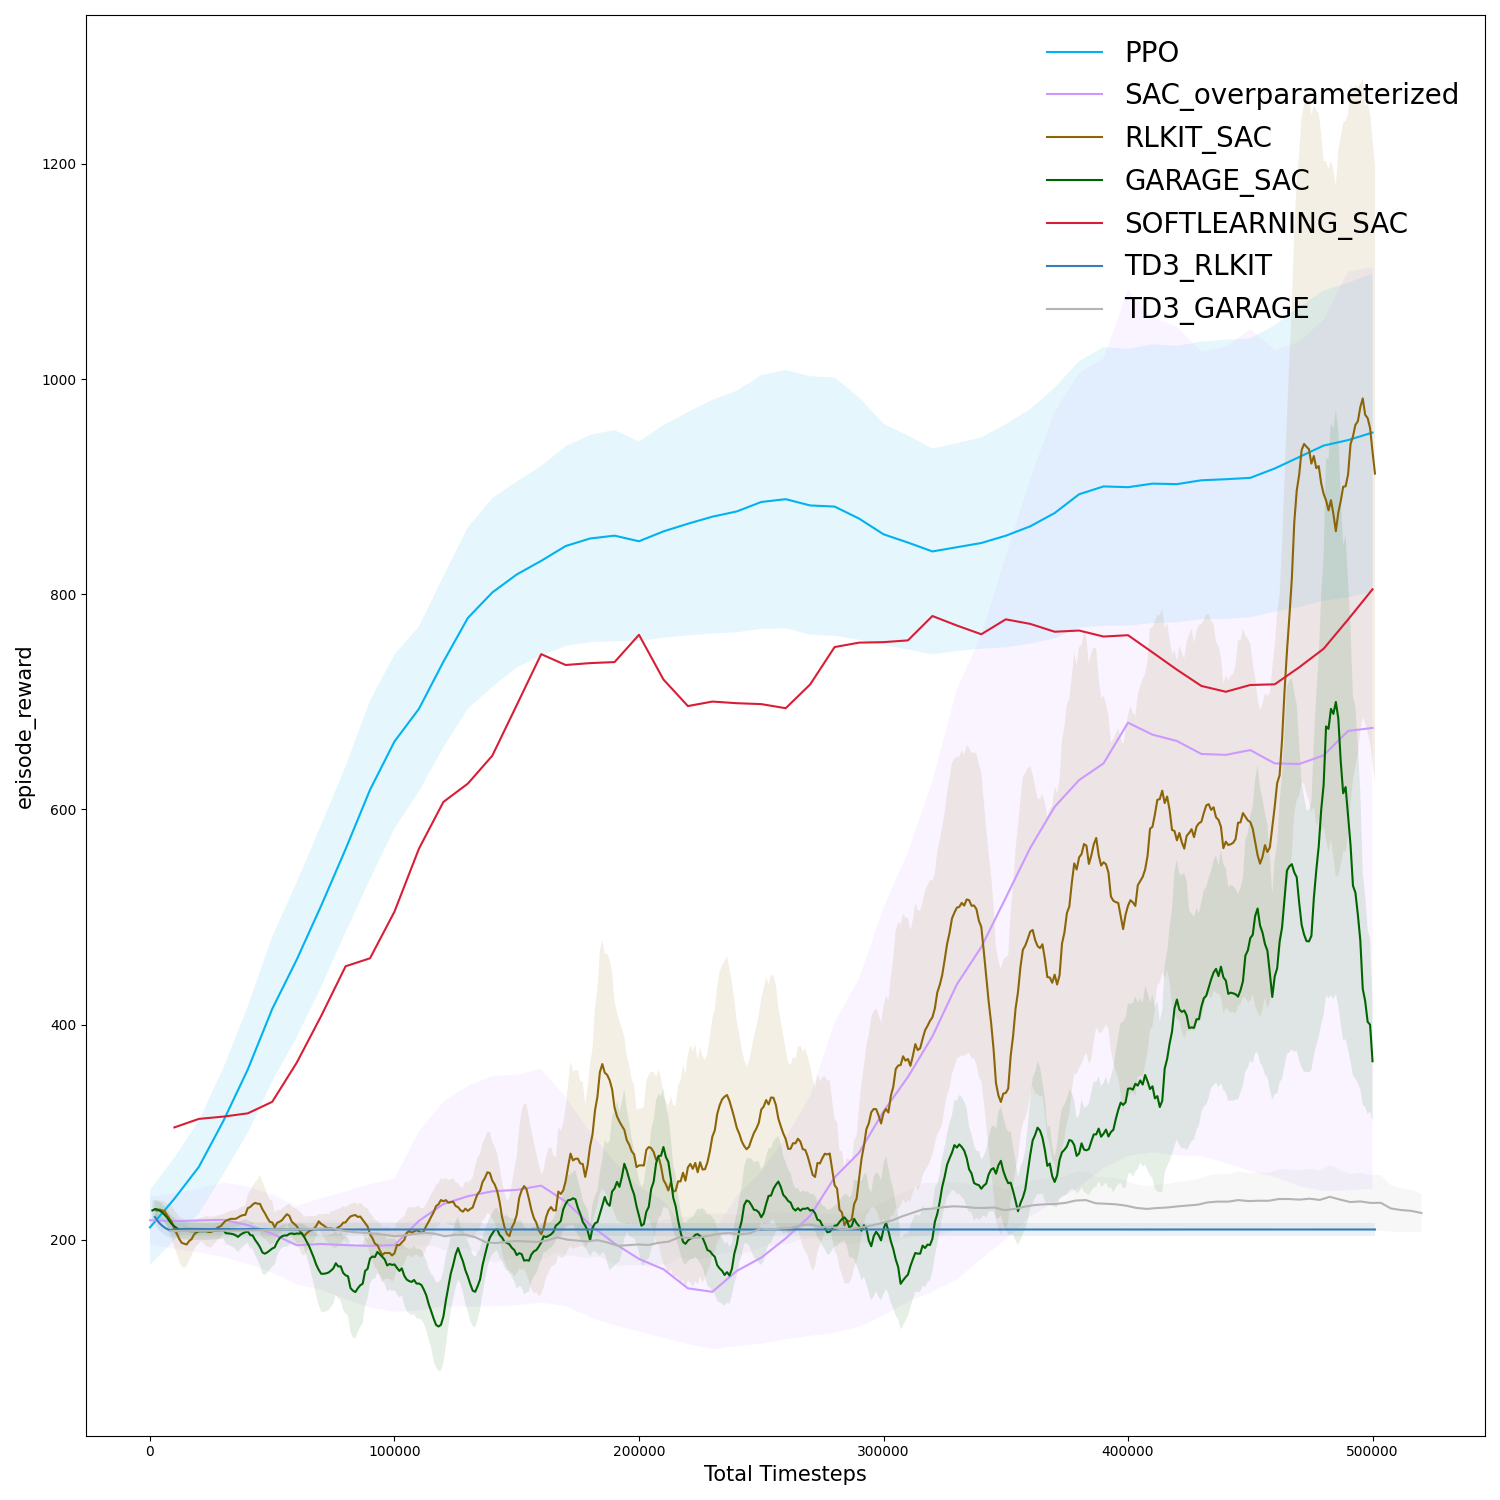 PPO
SAC_overparameterized
RLKIT_SAC
GARAGE_SAC
SOFTLEARNING_SAC
TD3_RLKIT
TD3_GARAGE
1200
1000
800
600
400
200
episode_reward
0 100000 200000 300000 400000 500000
Total Timesteps